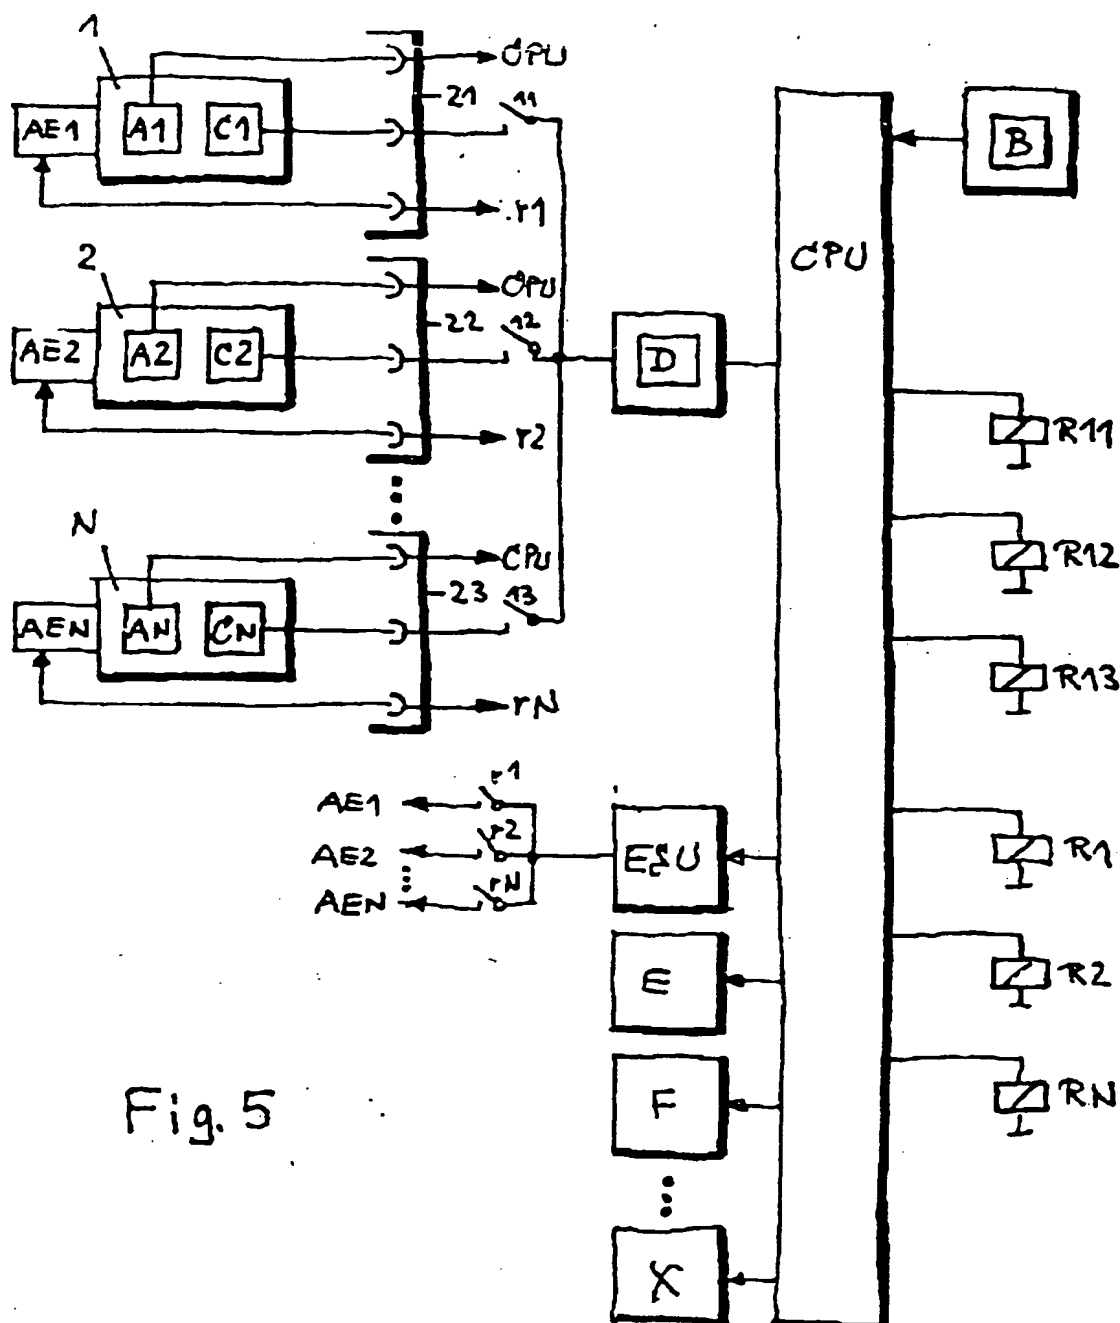 1
CPU
21
11
AE1
A1
C1
B
r1
CPU
2
CPU
22
12
AE2
A2
C2
D
r2
R11
N
CPU
R12
23
13
AEN
AN
CN
R13
rN
r1
AE1
r2
AE2
ESU
R1
rN
AEN
E
R2
F
RN
Fig. 5
X